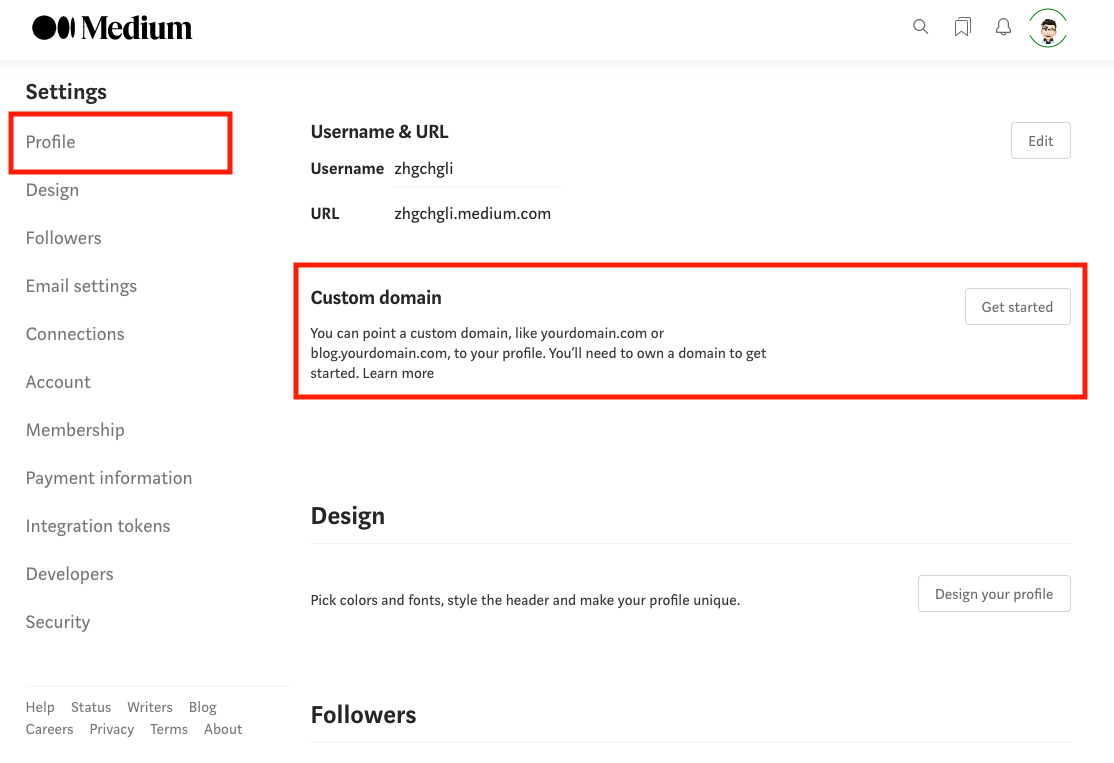 Medium
Settings
Profile
Design
Followers
Email settings
Connections
Account
Membership
Payment information
Integration tokens
Developers
Security
Help Status Writers Blog
Careers Privacy Terms About
Username & URL
Edit
Username zhgchgli
URL zhgchgli.medium.com
Custom domain
Get started
You can point a custom domain, like yourdomain.com or
blog.yourdomain.com, to your profile. You’ll need to own a domain to get
started. Learn more
Design
Pick colors and fonts, style the header and make your profile unique.
Design your profile
Followers